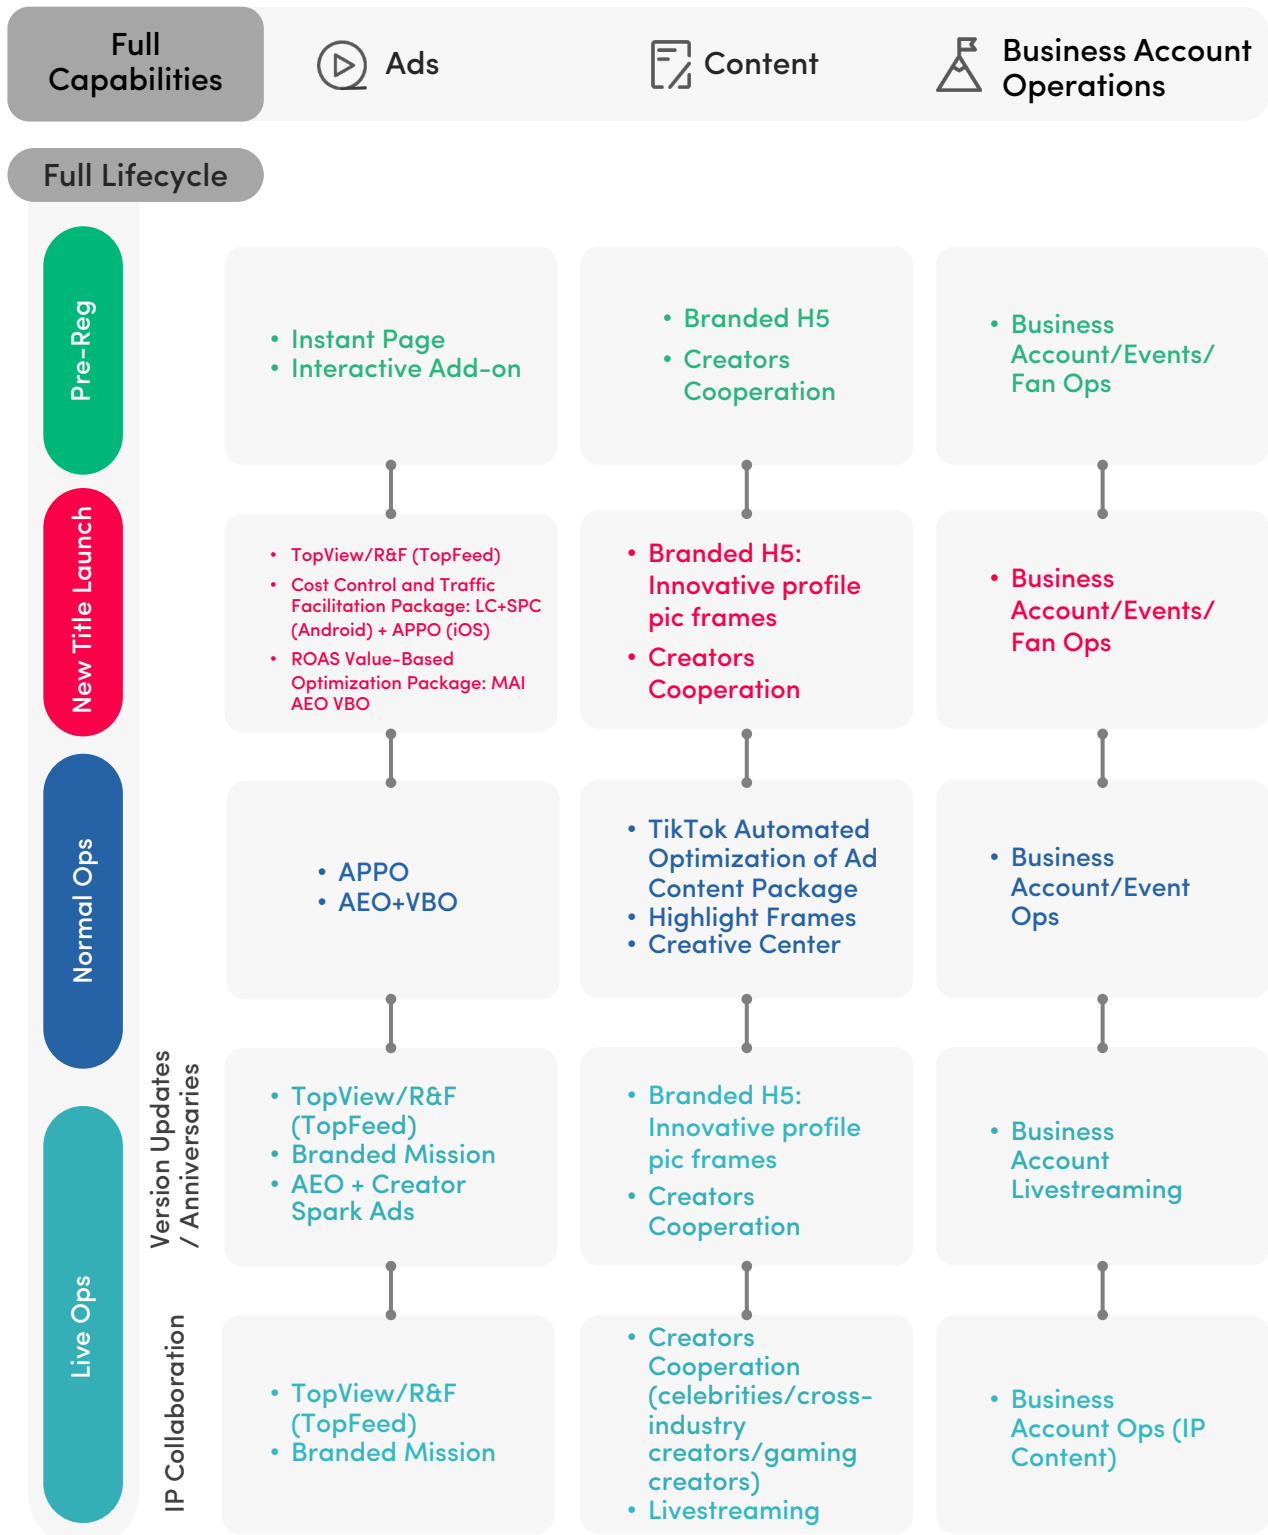 Full
Capabilities
Ads
Content
Business Account
Operations
Full Lifecycle
Pre-Reg
• Instant Page
• Interactive Add-on
• Branded H5
• Creators
Cooperation
• Business
Account/Events/
Fan Ops
New Title Launch
• TopView/R&F (TopFeed)
• Cost Control and Traffic
Facilitation Package: LC+SPC
(Android) + APPO (iOS)
• ROAS Value-Based
Optimization Package: MAI
AEO VBO
• Branded H5:
Innovative profile
pic frames
• Creators
Cooperation
• Business
Account/Events/
Fan Ops
Normal Ops
• APPO
• AEO+VBO
• TikTok Automated
Optimization of Ad
Content Package
• Highlight Frames
• Creative Center
• Business
Account/Event
Ops
Live Ops
Version Updates
/ Anniversaries
• TopView/R&F
(TopFeed)
• Branded Mission
• AEO + Creator
Spark Ads
• Branded H5:
Innovative profile
pic frames
• Creators
Cooperation
• Business
Account
Livestreaming
IP Collaboration
• TopView/R&F
(TopFeed)
• Branded Mission
• Creators
Cooperation
(celebrities/cross-
industry
creators/gaming
creators)
• Livestreaming
• Business
Account Ops (IP
Content)